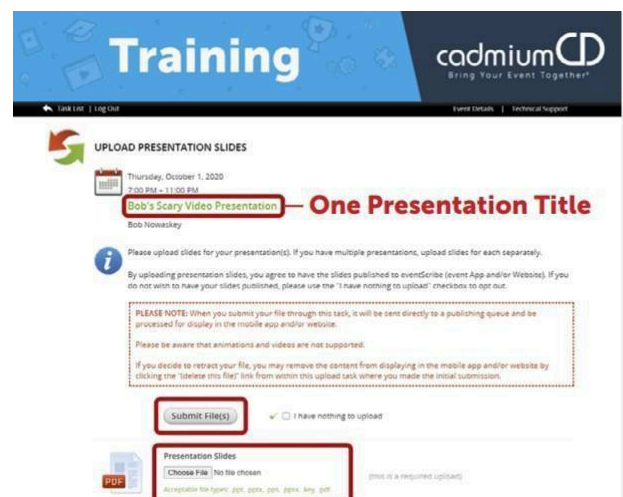 Training
cadmiumCD
Bring Your Event Together®
Task List | Log Out
Event Details | Technical Support
UPLOAD PRESENTATION SLIDES
Thursday, October 1, 2020
7:00 PM – 11:00 PM
Bob's Scary Video Presentation
One Presentation Title
Bob Nowaskey
Please upload slides for your presentation(s). If you have multiple presentations, upload slides for each separately.
By uploading presentation slides, you agree to have the slides published to eventScribe (event App and/or Website). If you
do not wish to have your slides published, please use the "I have nothing to upload" checkbox to opt out.
PLEASE NOTE: When you submit your file through this task, it will be sent directly to a publishing queue and be
processed for display in the mobile app and/or website.
Please be aware that animations and videos are not supported.
If you decide to retract your file, you may remove the content from displaying in the mobile app and/or website by
clicking the "(delete this file)" link from within this upload task where you made the initial submission.
Submit File(s)
I have nothing to upload
Presentation Slides
Choose File No file chosen
(this is a required upload)
Acceptable file types: ppt, pptx, pps, ppsx, key, pdf
PDF